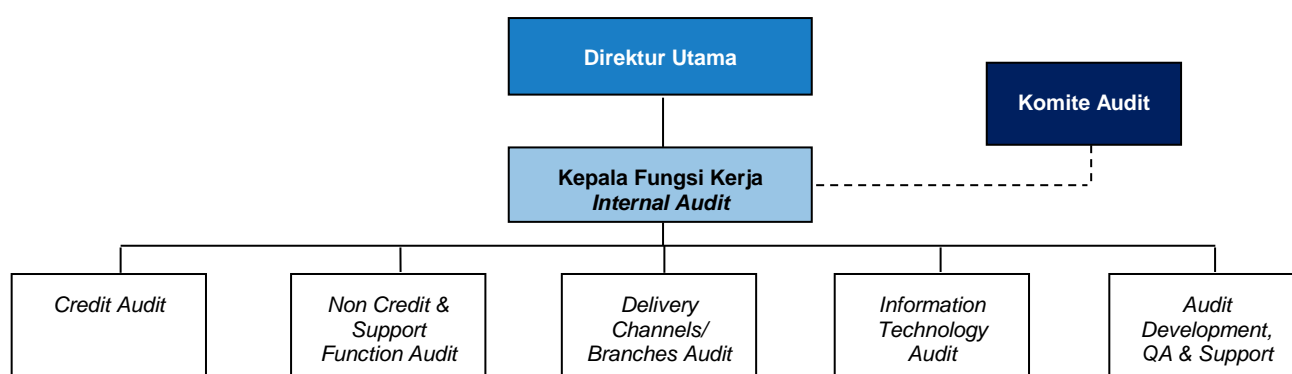 Direktur Utama
Komite Audit
Kepala Fungsi Kerja
Internal Audit
Credit Audit
Non Credit &
Support
Function Audit
Delivery
Channels/
Branches Audit
Information
Technology
Audit
Audit
Development,
QA & Support